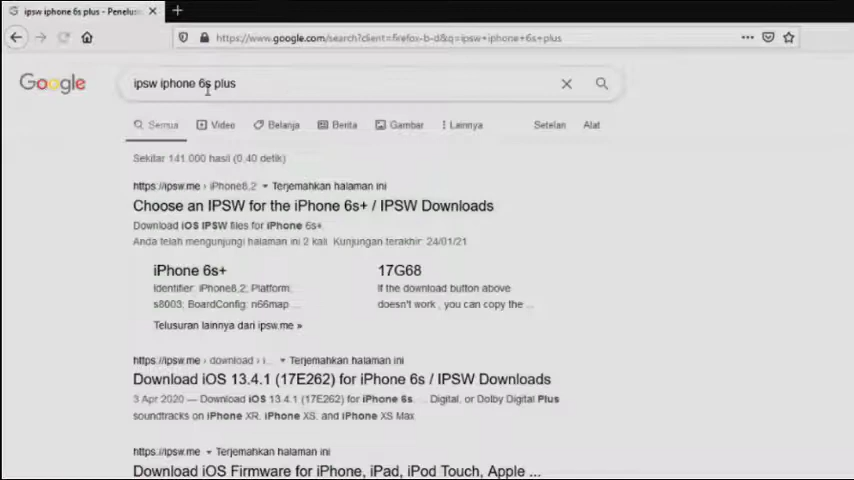 ipsw iphone 6s plus - Penelus
https://www.google.com/search?client=firefox-b-d&q=ipsw+iphone+6s+plus
Google
ipsw iphone 6s plus
Semua Video Belanja Berita Gambar Lainnya Setelan Alat
Sekitar 141.000 hasil (0,40 detik)
https://ipsw.me › iPhone8,2 Terjemahkan halaman ini
Choose an IPSW for the iPhone 6s+ / IPSW Downloads
Download iOS IPSW files for iPhone 6s+.
Anda telah mengunjungi halaman ini 2 kali. Kunjungan terakhir: 24/01/21
iPhone 6s+
Identifier: iPhone8,2; Platform:
s8003; BoardConfig: n66map ...
17G68
If the download button above
doesn't work , you can copy the ...
Telusuran lainnya dari ipsw.me »
https://ipsw.me › download › i... Terjemahkan halaman ini
Download iOS 13.4.1 (17E262) for iPhone 6s / IPSW Downloads
3 Apr 2020 — Download iOS 13.4.1 (17E262) for iPhone 6s. ... Digital, or Dolby Digital Plus
soundtracks on iPhone XR, iPhone XS, and iPhone XS Max.
https://ipsw.me Terjemahkan halaman ini
Download iOS Firmware for iPhone, iPad, iPod Touch, Apple ...